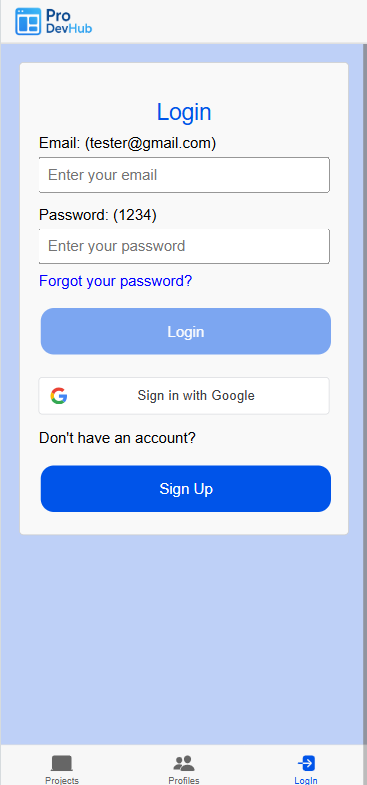 Pro
DevHub
Login
Email: (tester@gmail.com)
Enter your email
Password: (1234)
Enter your password
Forgot your password?
Login
Sign in with Google
Don't have an account?
Sign Up
Projects
Profiles
LogIn